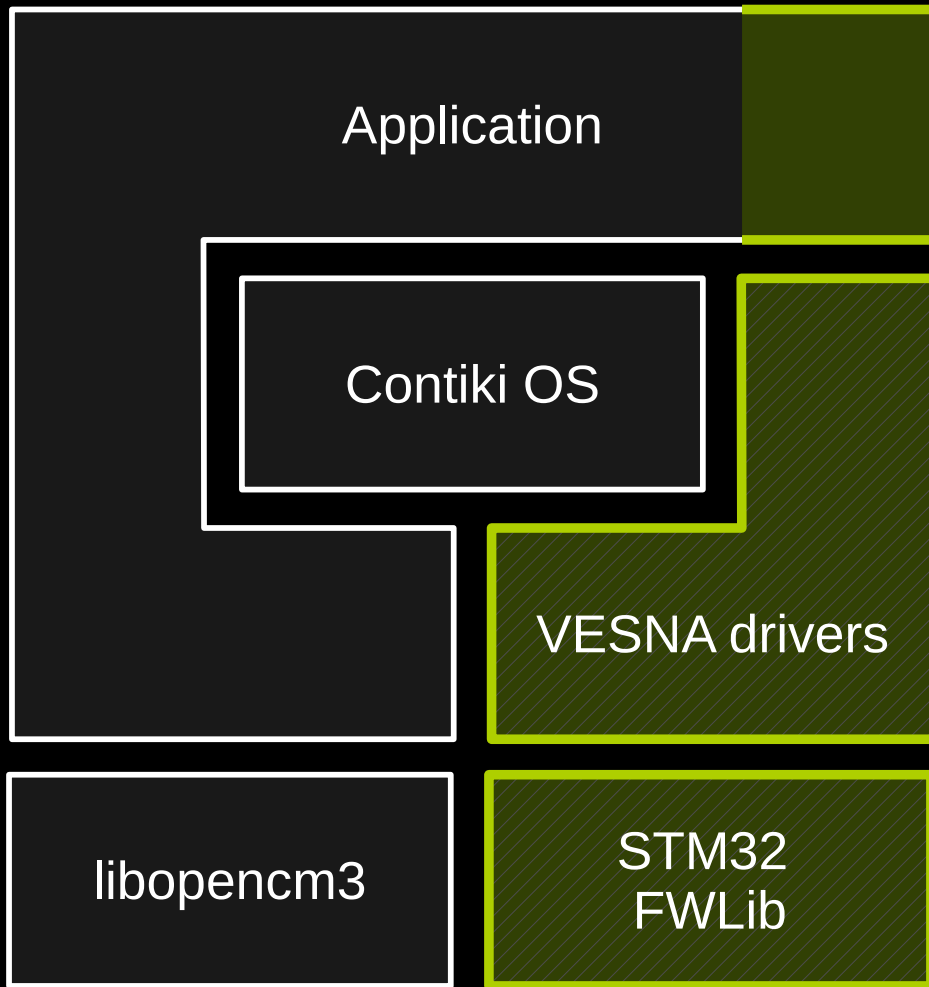 Application
Contiki OS
VESNA drivers
libopencm3
STM32
FWLib